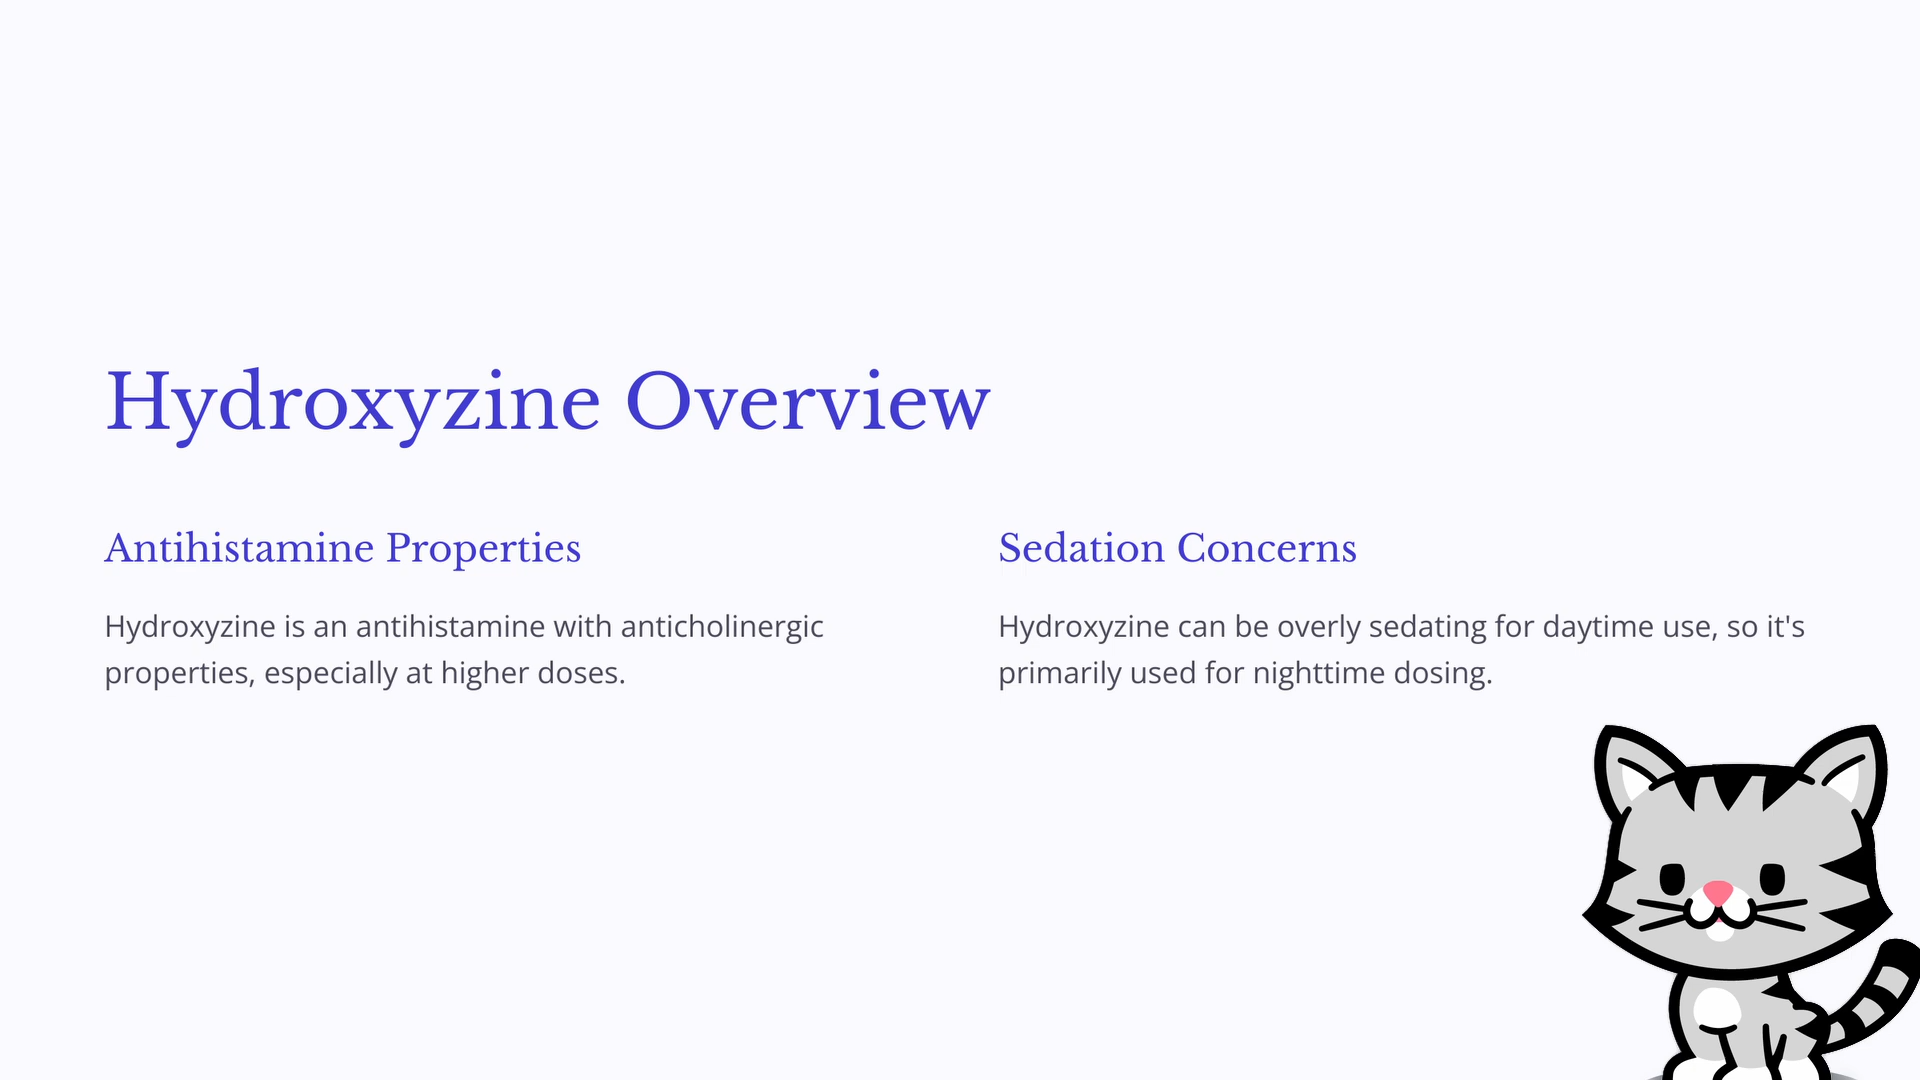 Hydroxyzine Overview
Antihistamine Properties
Hydroxyzine is an antihistamine with anticholinergic
properties, especially at higher doses.
Sedation Concerns
Hydroxyzine can be overly sedating for daytime use, so it's
primarily used for nighttime dosing.